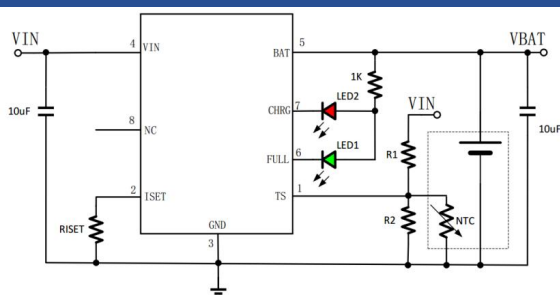 VIN
VBAT
4
VIN
BAT
5
1K
10uF
CHRG
7
LED2
VIN
10uF
8
NC
R1
FULL
6
LED1
2
ISET
TS
1
RISET
GND
3
R2
NTC